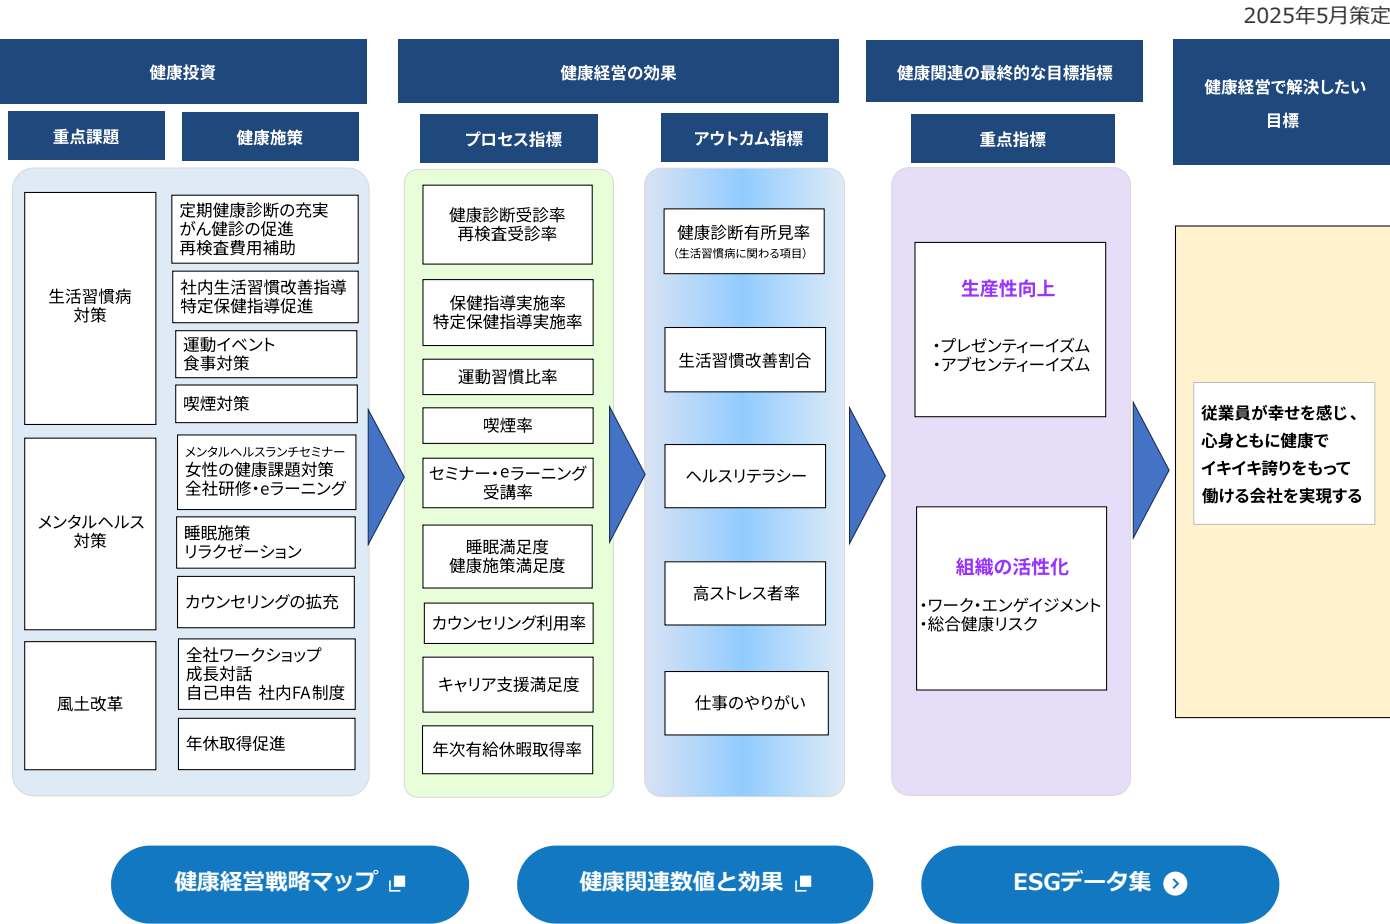 2025年5月策定
健康投資
健康経営の効果
健康関連の最終的な目標指標
健康経営で解決したい
目標
重点課題
健康施策
プロセス指標
アウトカム指標
重点指標
生活習慣病
対策
メンタルヘルス
対策
風土改革
定期健康診断の充実
がん健診の促進
再検査費用補助
社内生活習慣改善指導
特定保健指導促進
運動イベント
食事対策
喫煙対策
メンタルヘルスランチセミナー
女性の健康課題対策
全社研修・eラーニング
睡眠施策
リラクゼーション
カウンセリングの拡充
全社ワークショップ
成長対話
自己申告 社内FA制度
年休取得促進
健康診断受診率
再検査受診率
保健指導実施率
特定保健指導実施率
運動習慣比率
喫煙率
セミナー・eラーニング
受講率
睡眠満足度
健康施策満足度
カウンセリング利用率
キャリア支援満足度
年次有給休暇取得率
健康診断有所見率
（生活習慣病に関わる項目）
生活習慣改善割合
ヘルスリテラシー
高ストレス者率
仕事のやりがい
生産性向上
・プレゼンティーイズム
・アブセンティーイズム
組織の活性化
・ワーク・エンゲイジメント
・総合健康リスク
従業員が幸せを感じ、
心身ともに健康で
イキイキ誇りをもって
働ける会社を実現する
健康経営戦略マップ
健康関連数値と効果
ESGデータ集